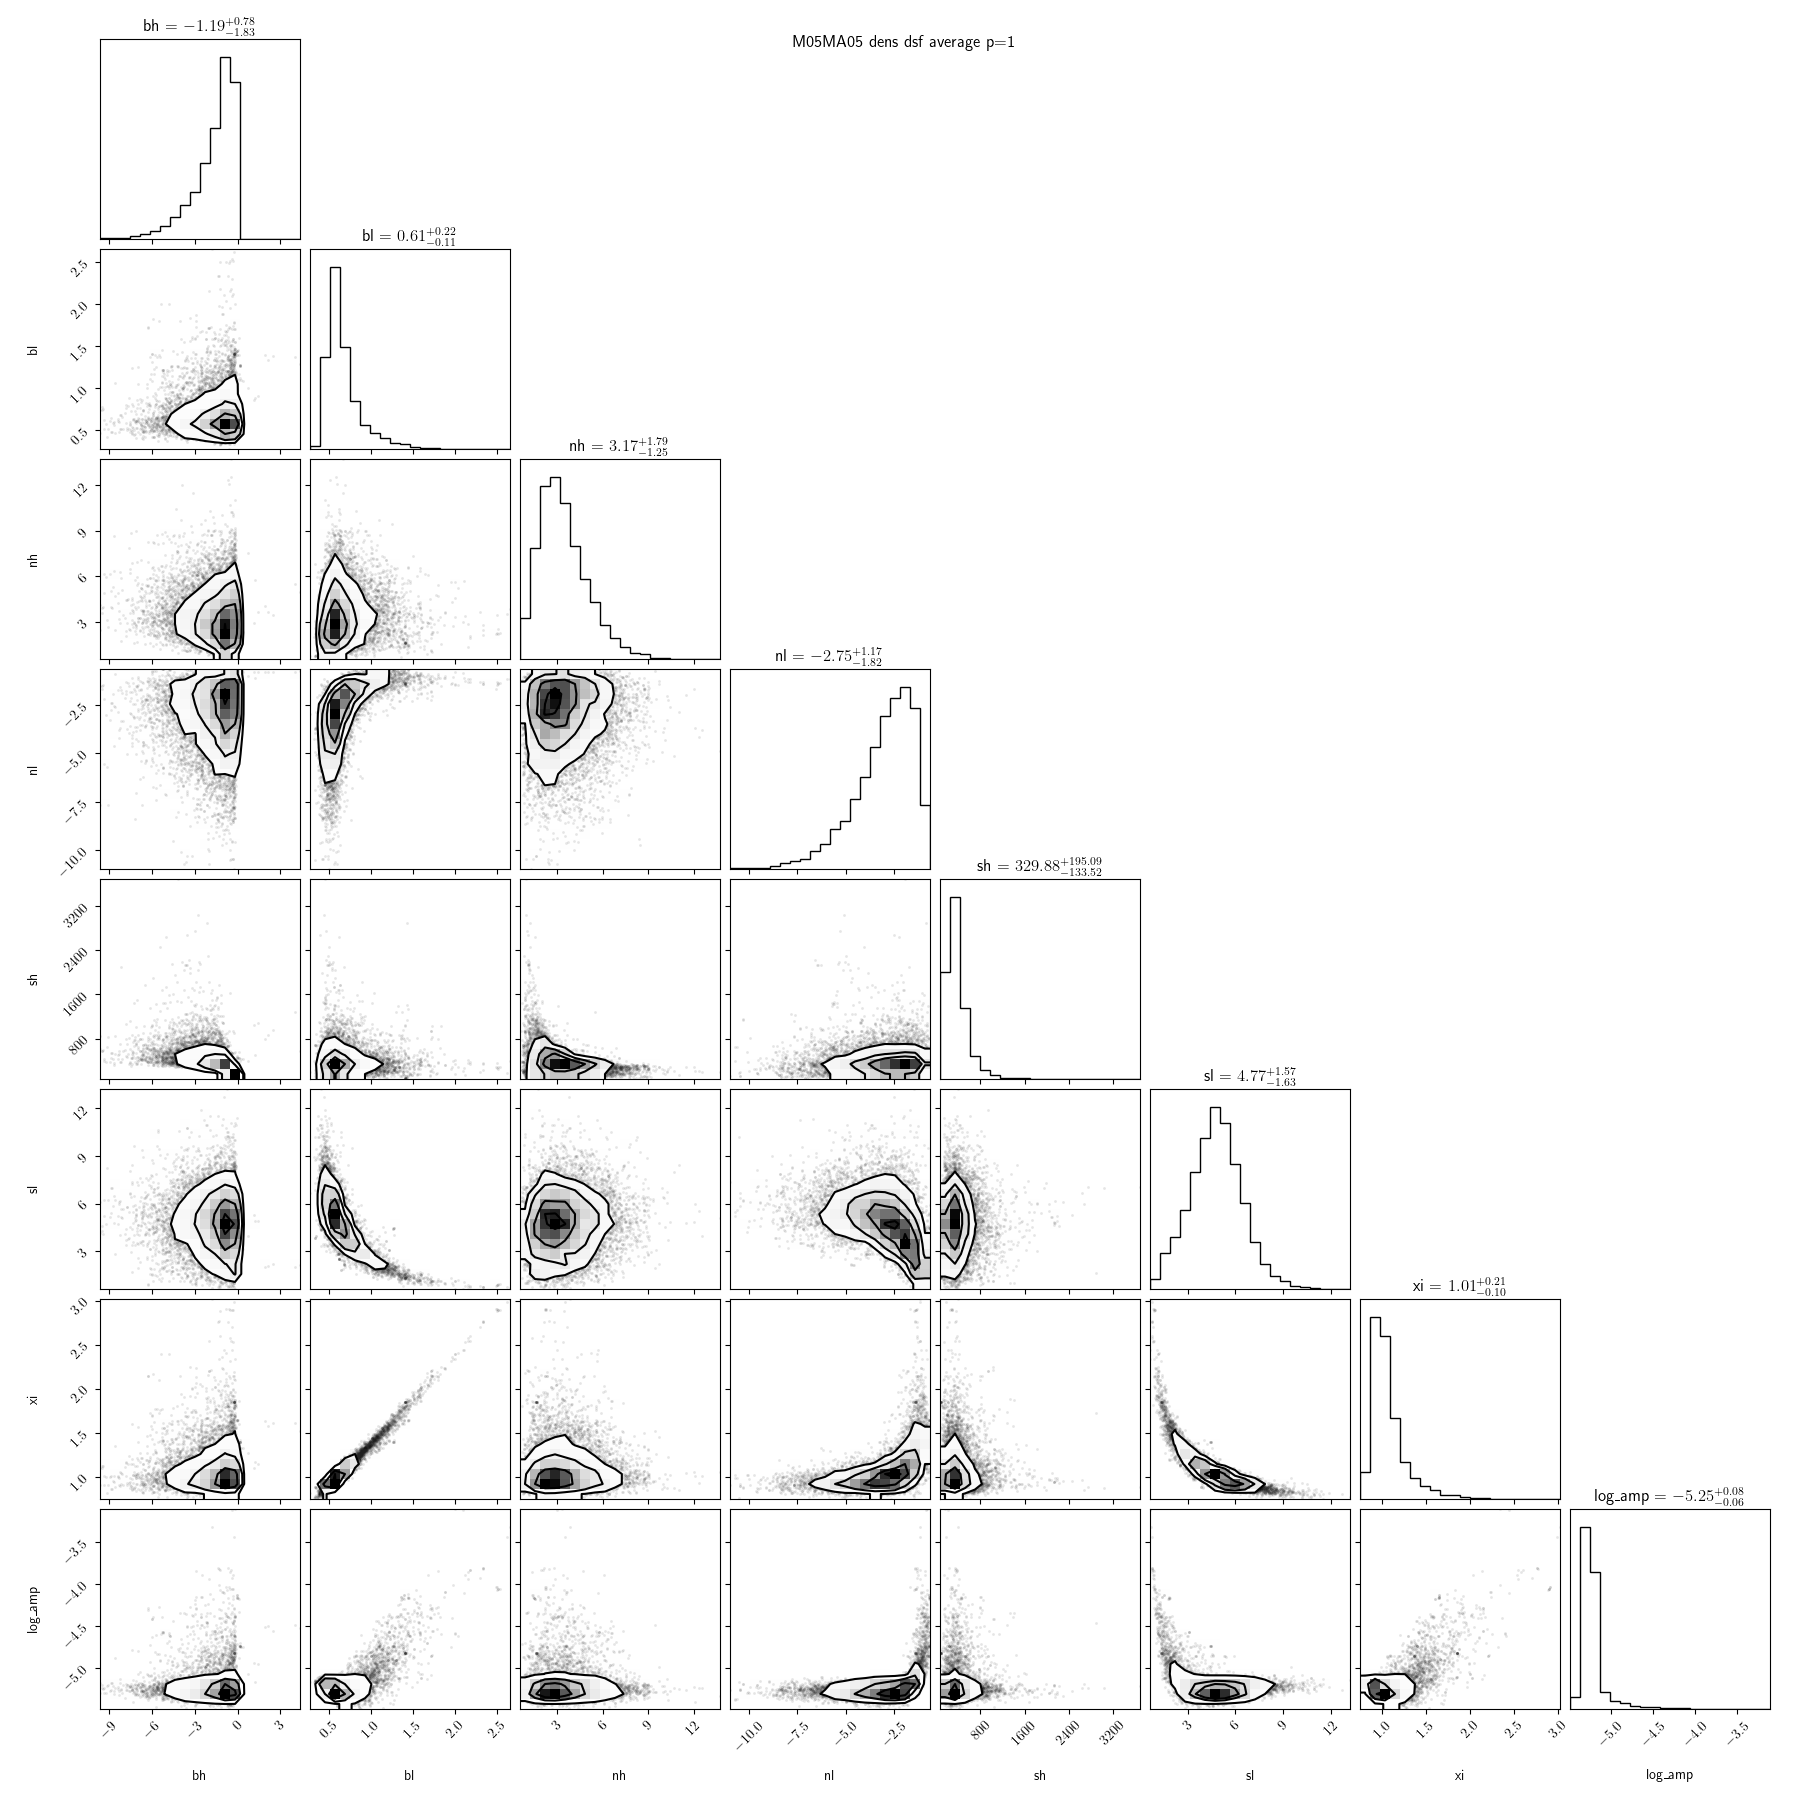 M05MA05 dens dsf average p=1
bh = −1.19+0.78−1.83
bl = 0.61+0.22−0.11
2.5
2.0
1.5
1.0
0.5
bl
nh = 3.17+1.79−1.25
12
9
6
3
nh
nl = −2.75+1.17−1.82
−2.5
−5.0
−7.5
−10.0
nl
sh = 329.88+195.09−133.52
3200
2400
1600
800
sh
sl = 4.77+1.57−1.63
12
9
6
3
sl
xi = 1.01+0.21−0.10
3.0
2.5
2.0
1.5
1.0
xi
log_amp = −5.25+0.08−0.06
−3.5
−4.0
−4.5
−5.0
log_amp
−9 −6 −3 0 3
0.5 1.0 1.5 2.0 2.5
3 6 9 12
−10.0 −7.5 −5.0 −2.5
800 1600 2400 3200
3 6 9 12
1.0 1.5 2.0 2.5 3.0
−5.0 −4.5 −4.0 −3.5
bh bl nh nl sh sl xi log_amp